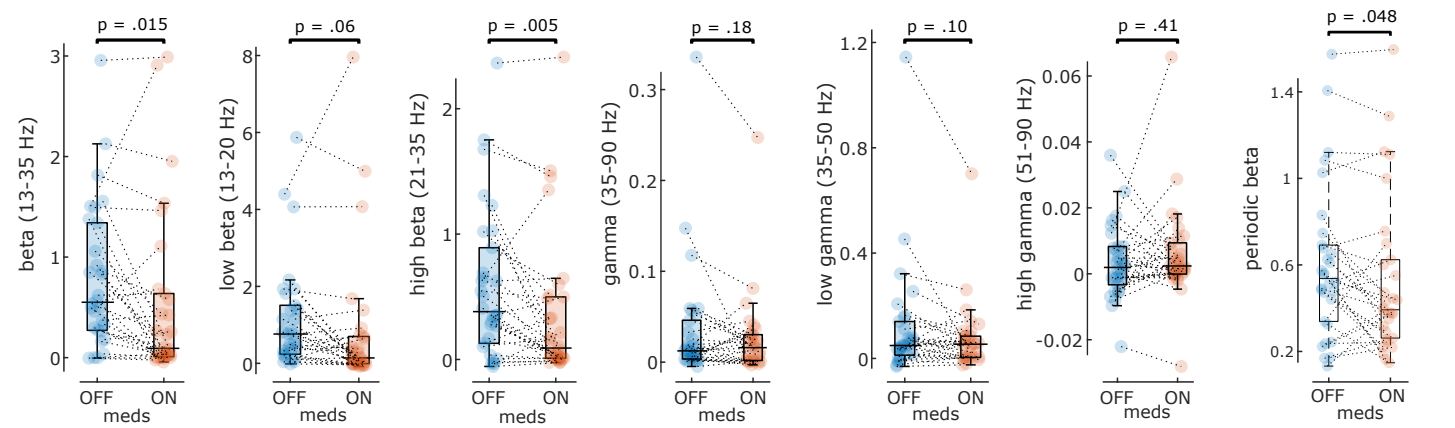 p = .015
beta (13-35 Hz)
3
2
1
0
OFF ON
meds
p = .06
low beta (13-20 Hz)
8
6
4
2
0
OFF ON
meds
p = .005
high beta (21-35 Hz)
2
1
0
OFF ON
meds
p = .18
gamma (35-90 Hz)
0.3
0.2
0.1
0
OFF ON
meds
p = .10
low gamma (35-50 Hz)
1.2
0.8
0.4
0
OFF ON
meds
p = .41
high gamma (51-90 Hz)
0.06
0.04
0.02
0
-0.02
OFF ON
meds
p = .048
periodic beta
1.4
1
0.6
0.2
OFF ON
meds